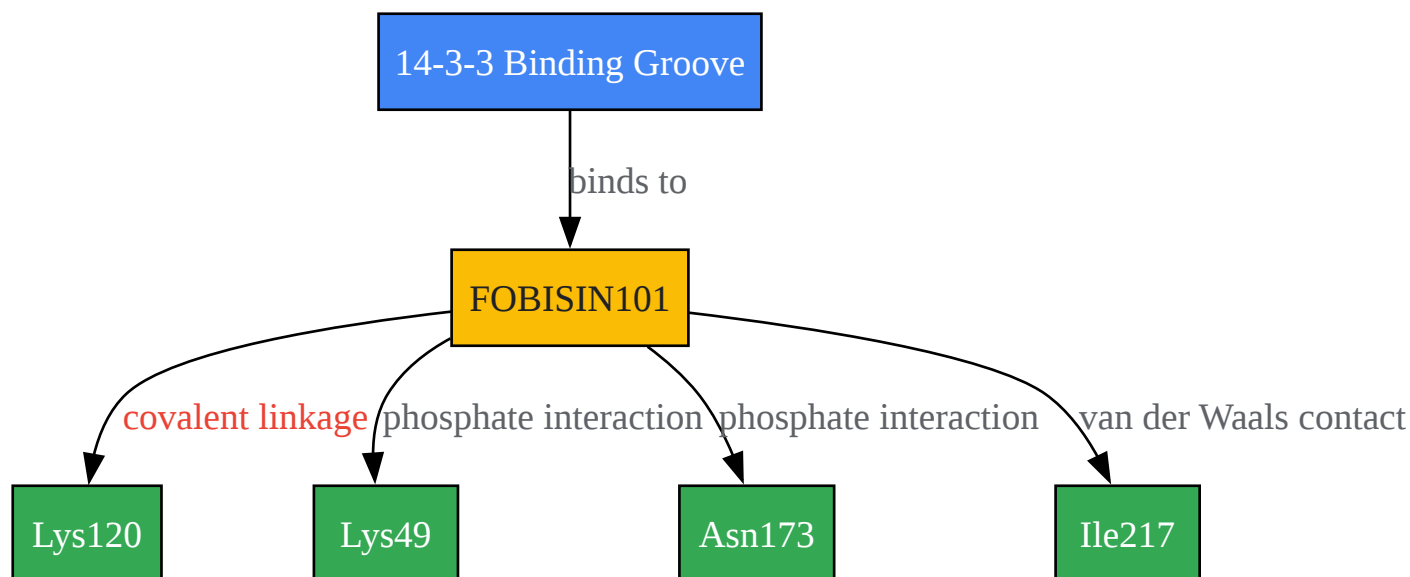 14-3-3 Binding Groove
binds to
FOBISIN101
covalent linkage
phosphate interaction
phosphate interaction
van der Waals contact
Lys120
Lys49
Asn173
Ile217